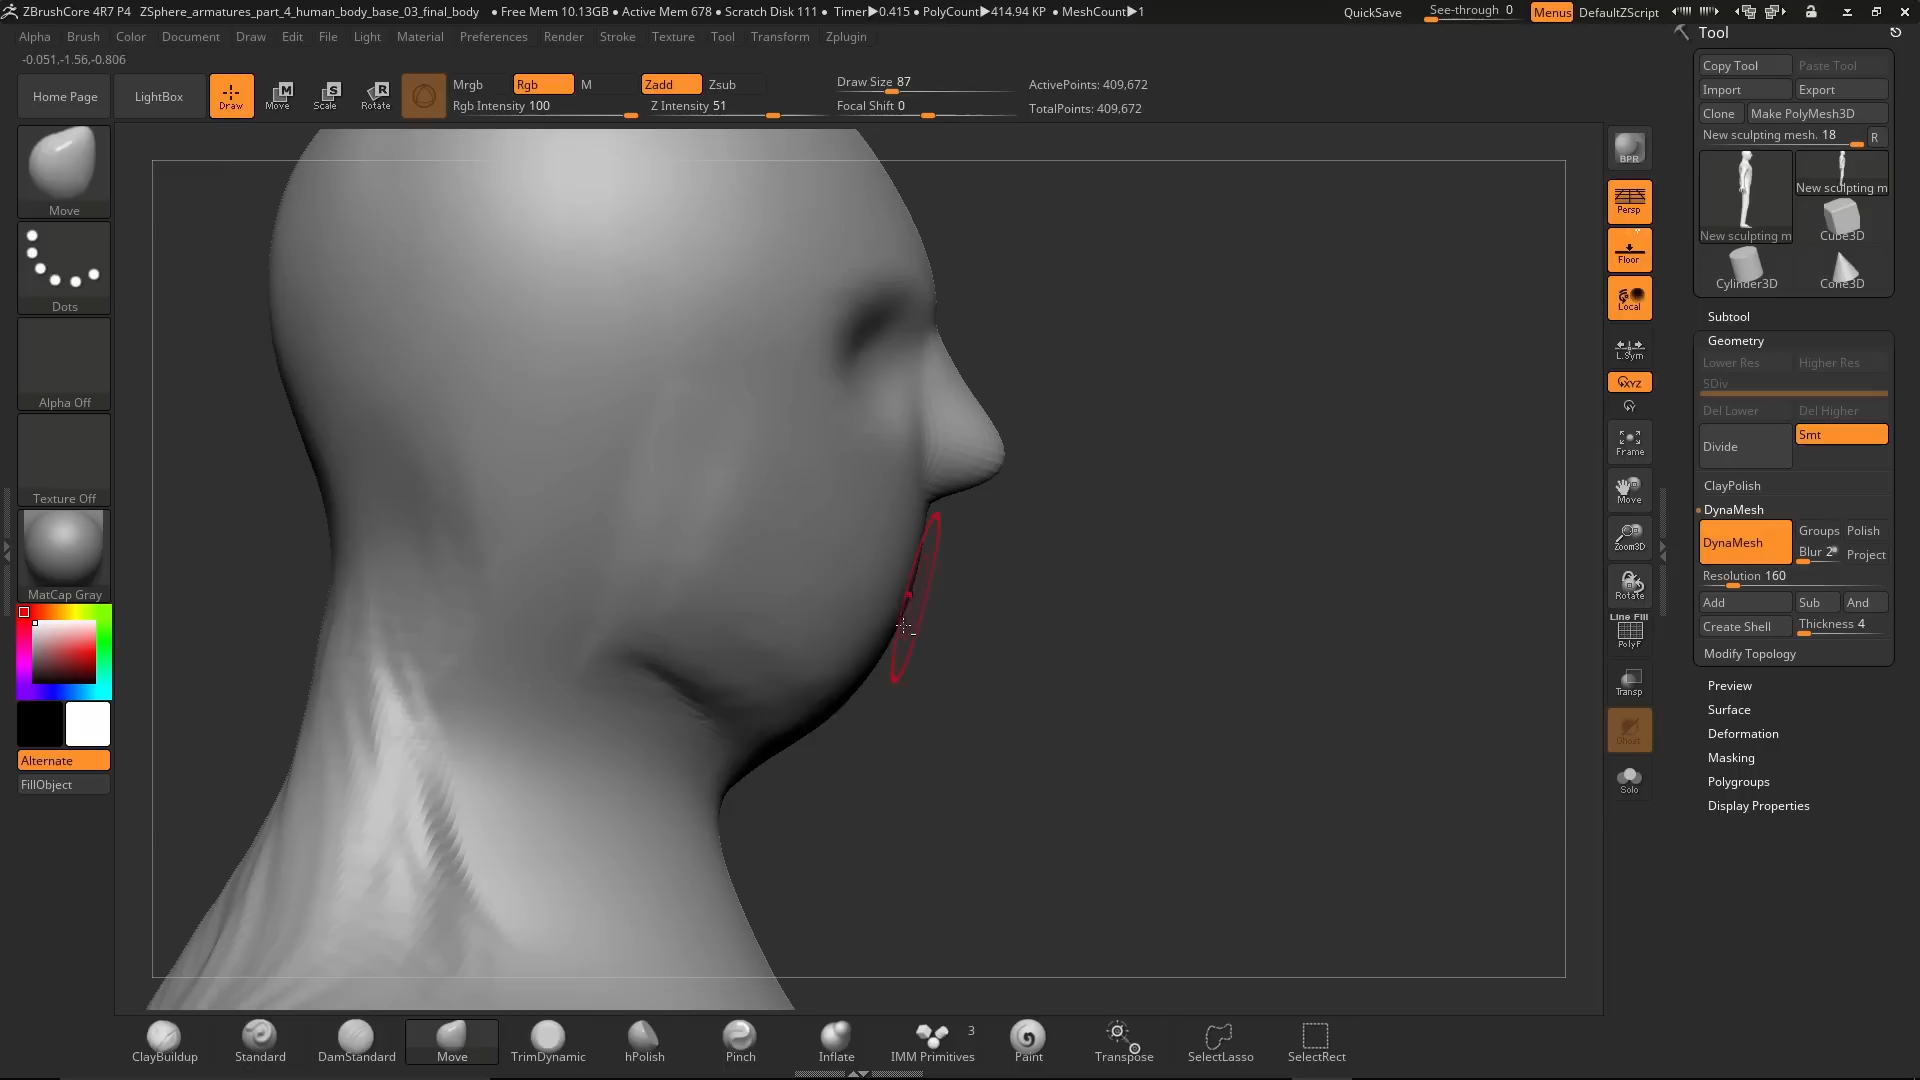 ZBrushCore 4R7 P4 ZSphere_armatures_part_4_human_body_base_03_final_body • Free Mem 10.13GB • Active Mem 678 • Scratch Disk 111 • Timer▶0.415 • PolyCount▶414.94 KP • MeshCount▶1 QuickSave See-through 0 Menus DefaultZScript
Alpha Brush Color Document Draw Edit File Light Material Preferences Render Stroke Texture Tool Transform Zplugin
-0.051,-1.56,-0.806
Home Page LightBox Draw Move Scale Rotate
Mrgb Rgb M Zadd Zsub Draw Size 87 ActivePoints: 409,672
Rgb Intensity 100 Z Intensity 51 Focal Shift 0 TotalPoints: 409,672
Move
Dots
Alpha Off
Texture Off
MatCap Gray
Alternate
FillObject
BPR
Persp
Floor
Local
L.Sym
XYZ
Frame
Move
Zoom3D
Rotate
Line Fill
PolyF
Transp
Ghost
Solo
Tool
Copy Tool Paste Tool
Import Export
Clone Make PolyMesh3D
New sculpting mesh. 18 R
New sculpting m
New sculpting m Cube3D
Cylinder3D Cone3D
Subtool
Geometry
Lower Res Higher Res
SDiv
Del Lower Del Higher
Divide Smt
ClayPolish
DynaMesh
DynaMesh Groups Polish
Blur 2 Project
Resolution 160
Add Sub And
Create Shell Thickness 4
Modify Topology
Preview
Surface
Deformation
Masking
Polygroups
Display Properties
ClayBuildup Standard DamStandard Move TrimDynamic hPolish Pinch Inflate IMM Primitives 3 Paint Transpose SelectLasso SelectRect